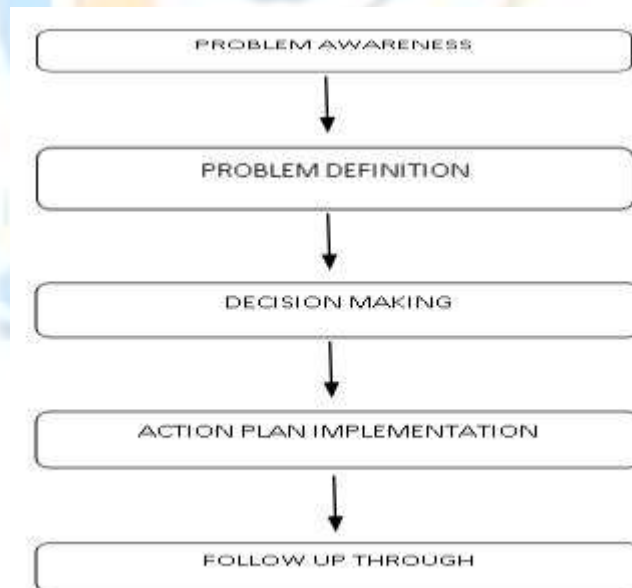 PROBLEM AWARENESS
PROBLEM DEFINITION
DECISION MAKING
ACTION PLAN IMPLEMENTATION
FOLLOW UP THROUGH